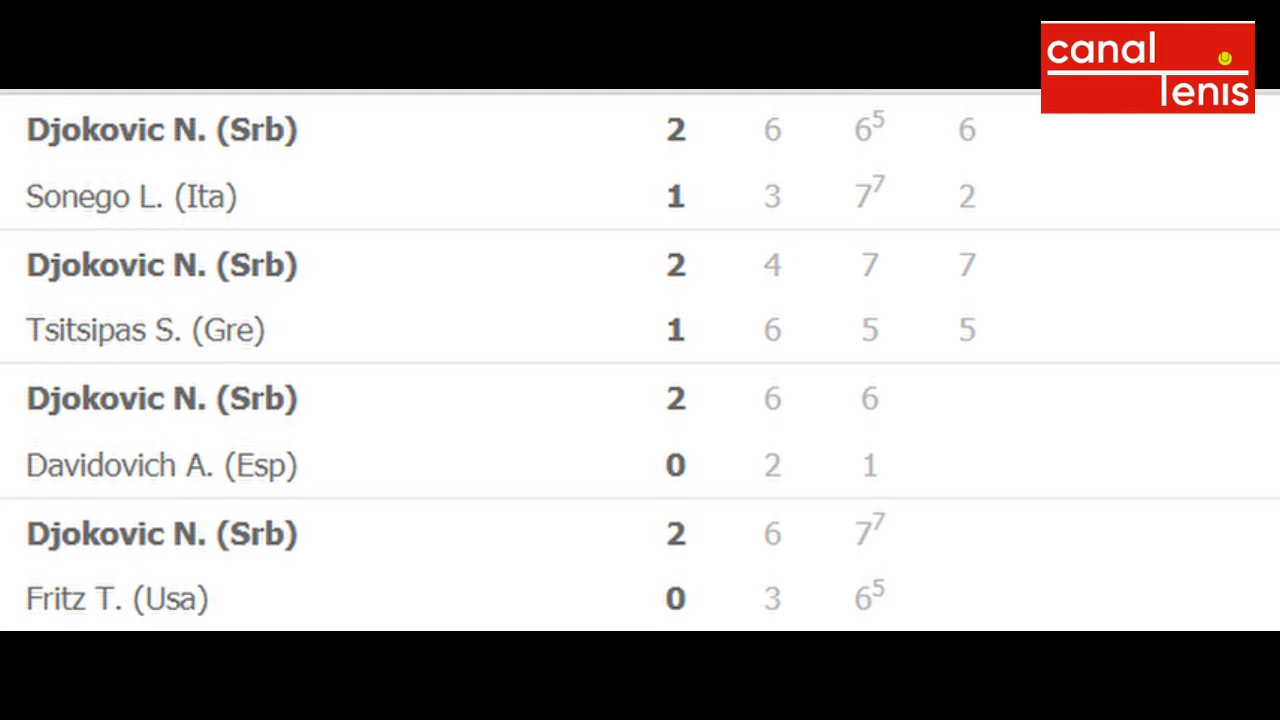 canal
Tenis
Djokovic N. (Srb) 2 6 6⁵ 6
Sonego L. (Ita) 1 3 7⁷ 2
Djokovic N. (Srb) 2 4 7 7
Tsitsipas S. (Gre) 1 6 5 5
Djokovic N. (Srb) 2 6 6
Davidovich A. (Esp) 0 2 1
Djokovic N. (Srb) 2 6 7⁷
Fritz T. (Usa) 0 3 6⁵